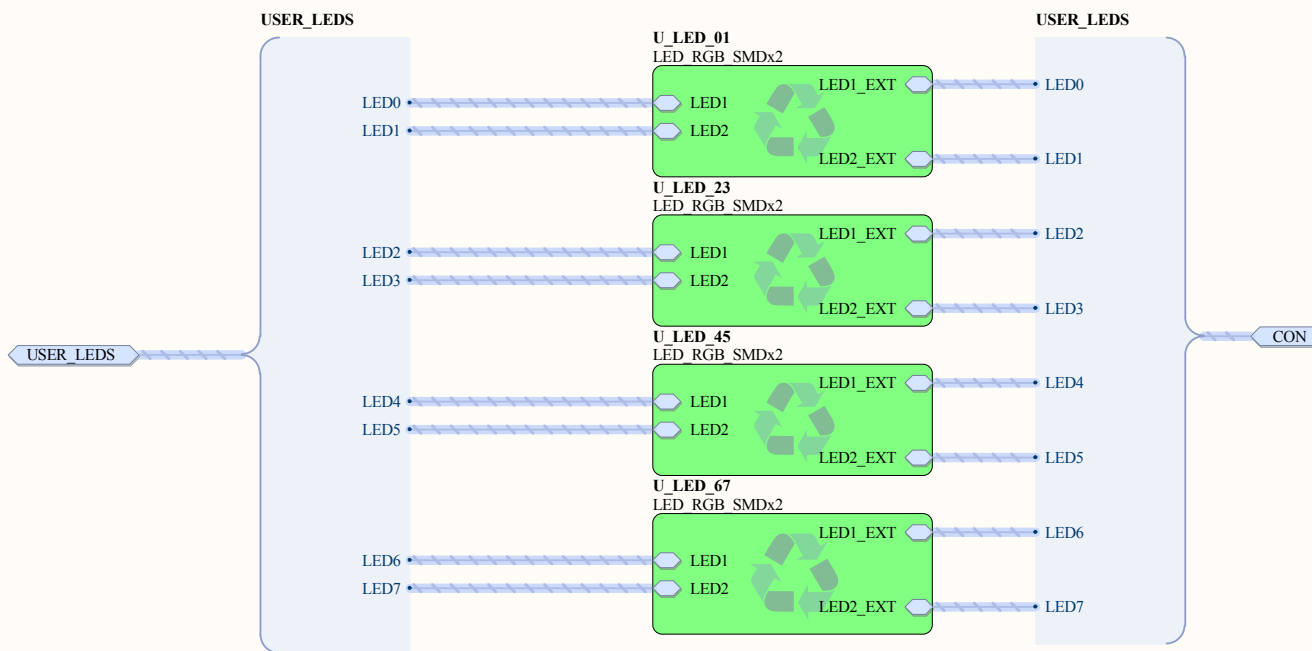 USER_LEDS
USER_LEDS
U_LED_01
LED_RGB_SMDx2
LED1_EXT
LED0
LED0
LED1
LED1
LED2
LED2_EXT
LED1
U_LED_23
LED_RGB_SMDx2
LED1_EXT
LED2
LED2
LED1
LED3
LED2
LED2_EXT
LED3
U_LED_45
LED_RGB_SMDx2
USER_LEDS
CON
LED1_EXT
LED4
LED4
LED1
LED5
LED2
LED2_EXT
LED5
U_LED_67
LED_RGB_SMDx2
LED1_EXT
LED6
LED6
LED1
LED7
LED2
LED2_EXT
LED7